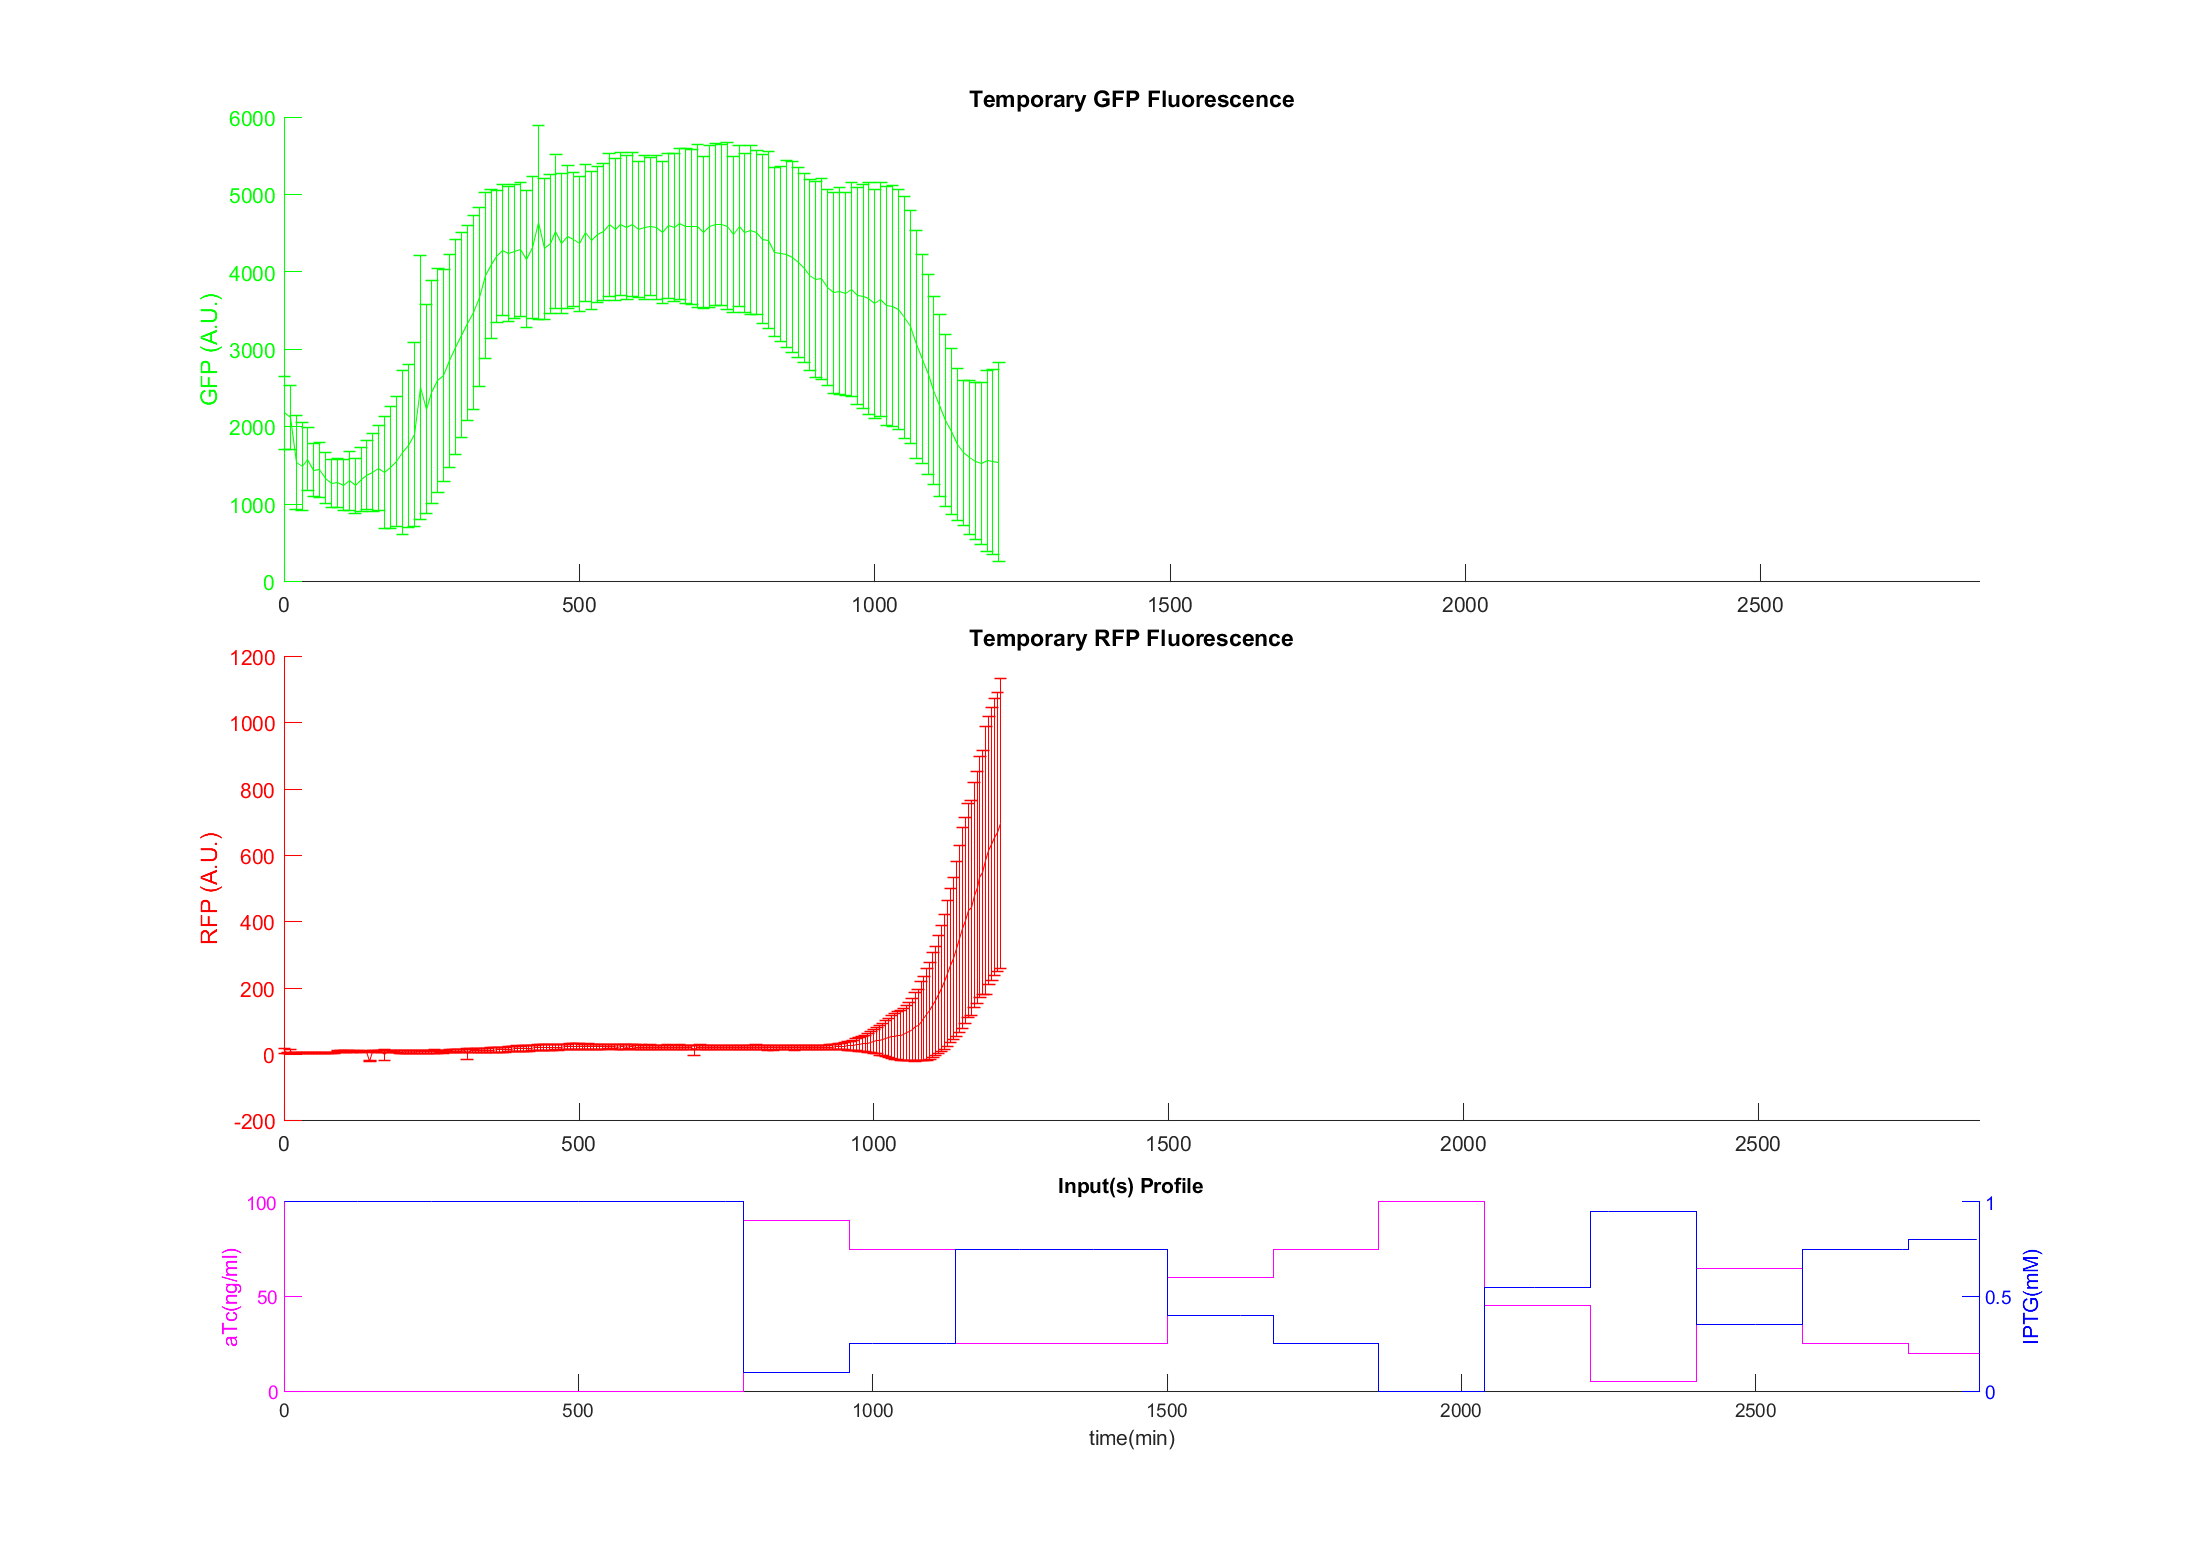 Temporary GFP Fluorescence
6000
5000
4000
3000
2000
1000
0
GFP (A.U.)
0 500 1000 1500 2000 2500
Temporary RFP Fluorescence
1200
1000
800
600
400
200
0
-200
RFP (A.U.)
0 500 1000 1500 2000 2500
Input(s) Profile
100
50
0
aTc(ng/ml)
1
0.5
0
IPTG(mM)
0 500 1000 1500 2000 2500
time(min)